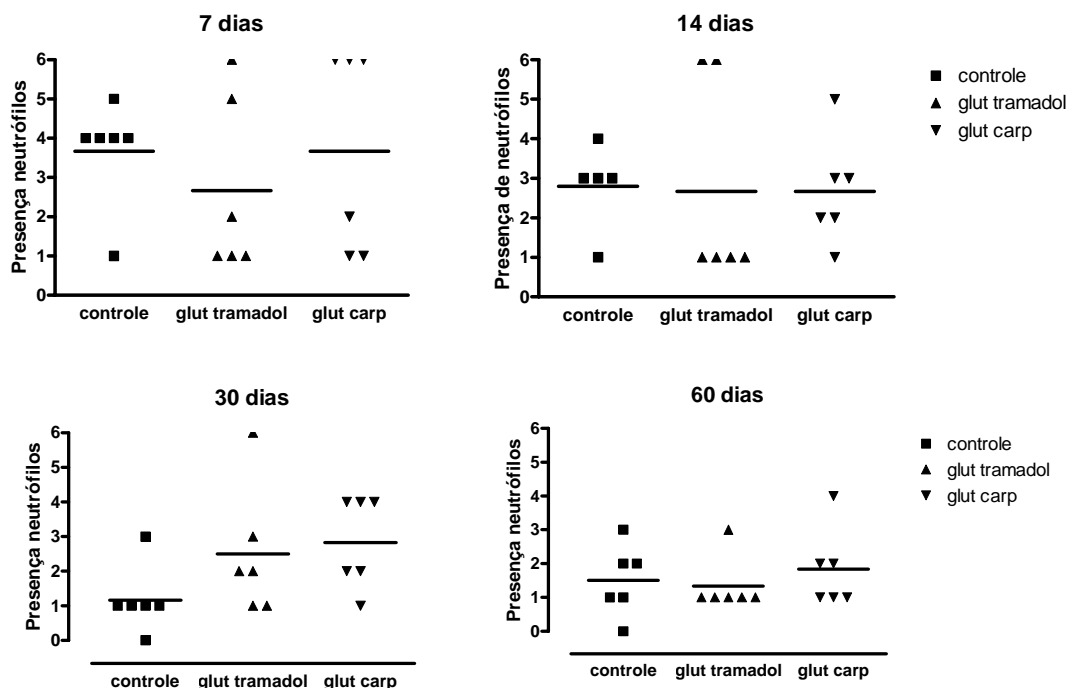 7 dias
Presença neutrófilos
6
5
4
3
2
1
0
controle glut tramadol glut carp
14 dias
Presença de neutrófilos
6
5
4
3
2
1
0
controle glut tramadol glut carp
controle
glut tramadol
glut carp
30 dias
Presença neutrófilos
6
5
4
3
2
1
0
controle glut tramadol glut carp
60 dias
Presença neutrófilos
6
5
4
3
2
1
0
controle glut tramadol glut carp
controle
glut tramadol
glut carp